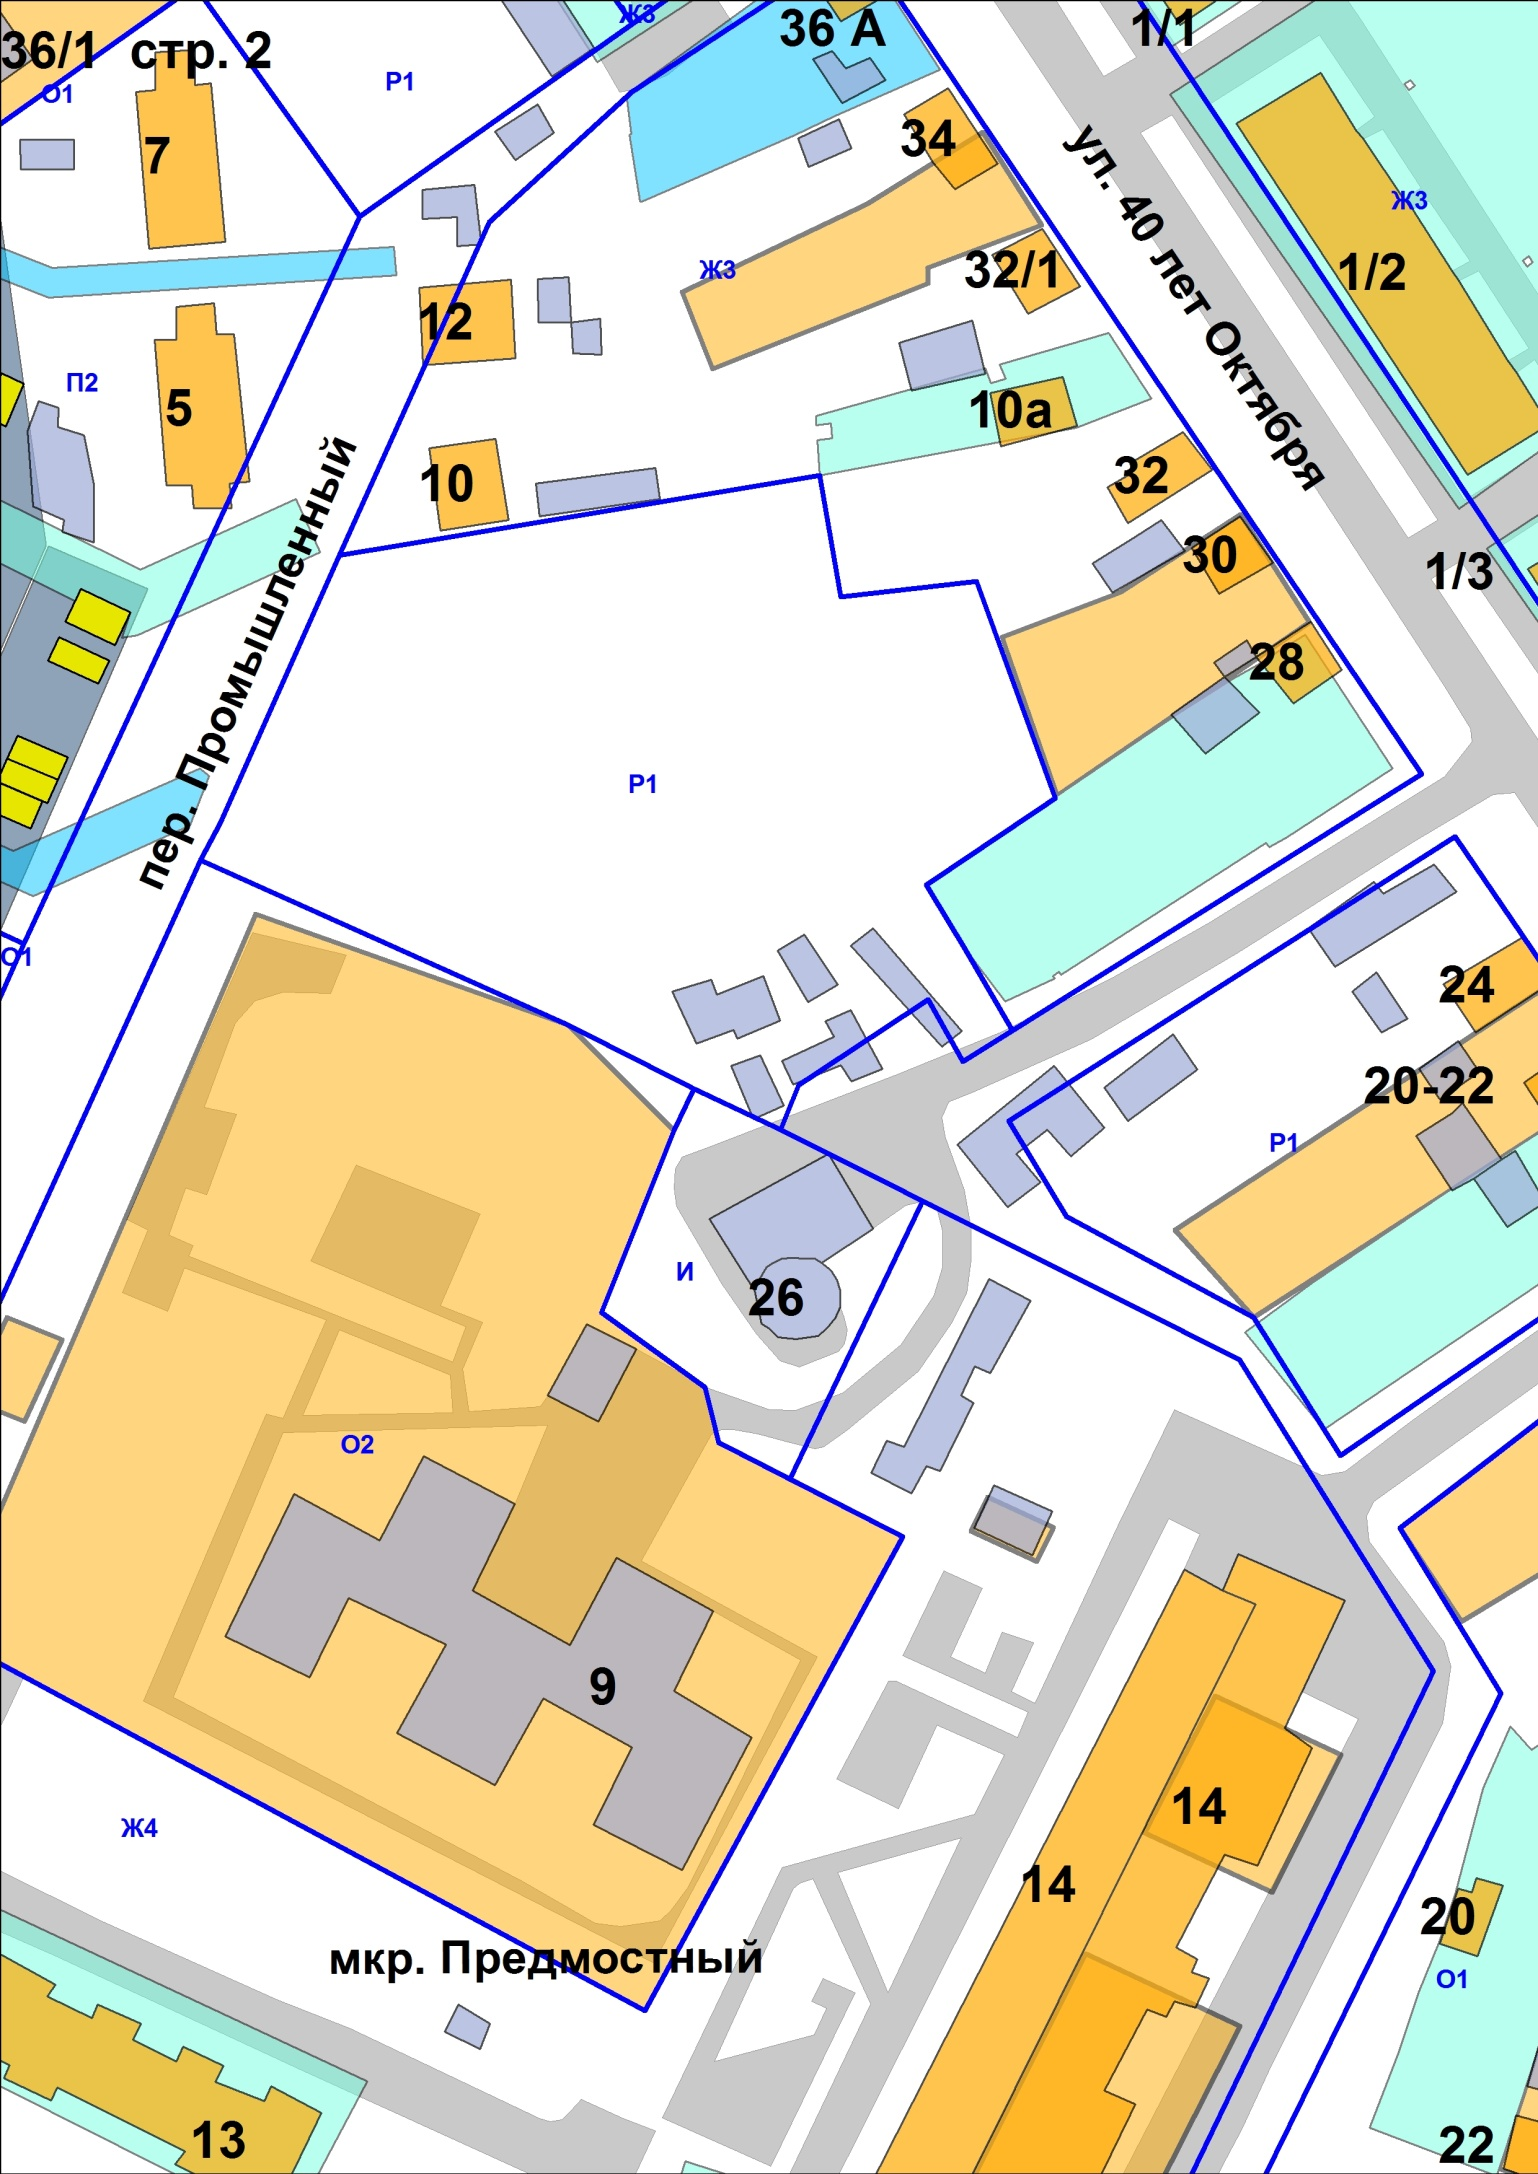 Ж3
36 А
1/1
36/1 стр. 2
Р1
О1
7
34
ул. 40 лет Октября
Ж3
1/2
Ж3
32/1
12
П2
5
10а
32
10
30
1/3
28
пер. Промышленный
Р1
О1
24
20-22
Р1
И
26
О2
9
14
Ж4
14
20
мкр. Предмостный
О1
13
22